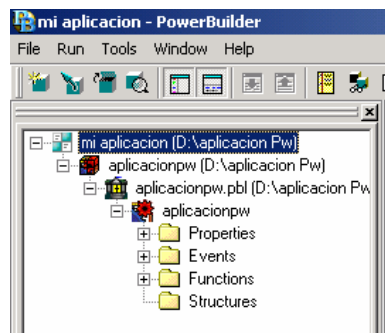 mi aplicacion - PowerBuilder
File Run Tools Window Help
mi aplicacion (D:\aplicacion Pw)
aplicacionpw (D:\aplicacion Pw)
aplicacionpw.pbl (D:\aplicacion Pw
aplicacionpw
Properties
Events
Functions
Structures